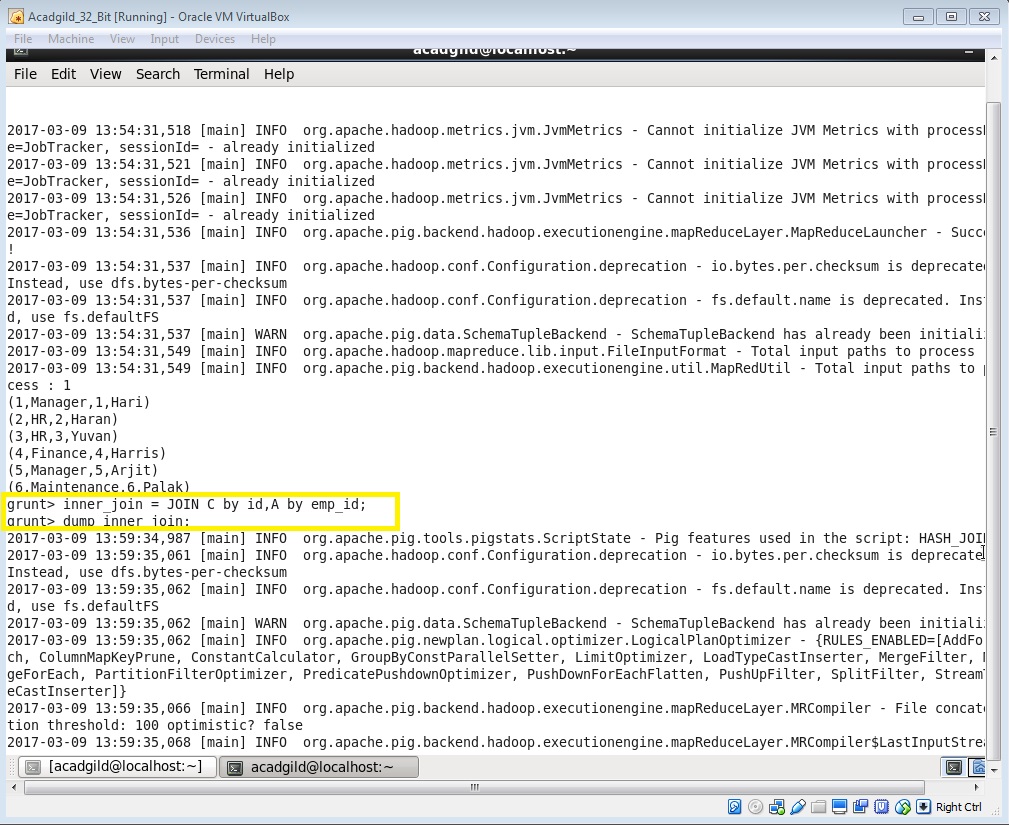 Acadgild_32_Bit [Running] - Oracle VM VirtualBox
File Machine View Input Devices Help
acadgild@localhost:~
File Edit View Search Terminal Help
2017-03-09 13:54:31,518 [main] INFO  org.apache.hadoop.metrics.jvm.JvmMetrics - Cannot initialize JVM Metrics with process
e=JobTracker, sessionId= - already initialized
2017-03-09 13:54:31,521 [main] INFO  org.apache.hadoop.metrics.jvm.JvmMetrics - Cannot initialize JVM Metrics with process
e=JobTracker, sessionId= - already initialized
2017-03-09 13:54:31,526 [main] INFO  org.apache.hadoop.metrics.jvm.JvmMetrics - Cannot initialize JVM Metrics with process
e=JobTracker, sessionId= - already initialized
2017-03-09 13:54:31,536 [main] INFO  org.apache.pig.backend.hadoop.executionengine.mapReduceLayer.MapReduceLauncher - Succ
!
2017-03-09 13:54:31,537 [main] INFO  org.apache.hadoop.conf.Configuration.deprecation - io.bytes.per.checksum is deprecate
Instead, use dfs.bytes-per-checksum
2017-03-09 13:54:31,537 [main] INFO  org.apache.hadoop.conf.Configuration.deprecation - fs.default.name is deprecated. Ins
d, use fs.defaultFS
2017-03-09 13:54:31,537 [main] WARN  org.apache.pig.data.SchemaTupleBackend - SchemaTupleBackend has already been initiali
2017-03-09 13:54:31,549 [main] INFO  org.apache.hadoop.mapreduce.lib.input.FileInputFormat - Total input paths to process
2017-03-09 13:54:31,549 [main] INFO  org.apache.pig.backend.hadoop.executionengine.util.MapRedUtil - Total input paths to p
cess : 1
(1,Manager,1,Hari)
(2,HR,2,Haran)
(3,HR,3,Yuvan)
(4,Finance,4,Harris)
(5,Manager,5,Arjit)
(6,Maintenance,6,Palak)
grunt> inner_join = JOIN C by id,A by emp_id;
grunt> dump inner_join;
2017-03-09 13:59:34,987 [main] INFO  org.apache.pig.tools.pigstats.ScriptState - Pig features used in the script: HASH_JOI
2017-03-09 13:59:35,061 [main] INFO  org.apache.hadoop.conf.Configuration.deprecation - io.bytes.per.checksum is deprecate
Instead, use dfs.bytes-per-checksum
2017-03-09 13:59:35,062 [main] INFO  org.apache.hadoop.conf.Configuration.deprecation - fs.default.name is deprecated. Ins
d, use fs.defaultFS
2017-03-09 13:59:35,062 [main] WARN  org.apache.pig.data.SchemaTupleBackend - SchemaTupleBackend has already been initiali
2017-03-09 13:59:35,062 [main] INFO  org.apache.pig.newplan.logical.optimizer.LogicalPlanOptimizer - {RULES_ENABLED=[AddFo
ch, ColumnMapKeyPrune, ConstantCalculator, GroupByConstParallelSetter, LimitOptimizer, LoadTypeCastInserter, MergeFilter, M
geForEach, PartitionFilterOptimizer, PredicatePushdownOptimizer, PushDownForEachFlatten, PushUpFilter, SplitFilter, Stream
eCastInserter]}
2017-03-09 13:59:35,066 [main] INFO  org.apache.pig.backend.hadoop.executionengine.mapReduceLayer.MRCompiler - File concat
tion threshold: 100 optimistic? false
2017-03-09 13:59:35,068 [main] INFO  org.apache.pig.backend.hadoop.executionengine.mapReduceLayer.MRCompiler$LastInputStre
[acadgild@localhost:~] acadgild@localhost:~
Right Ctrl